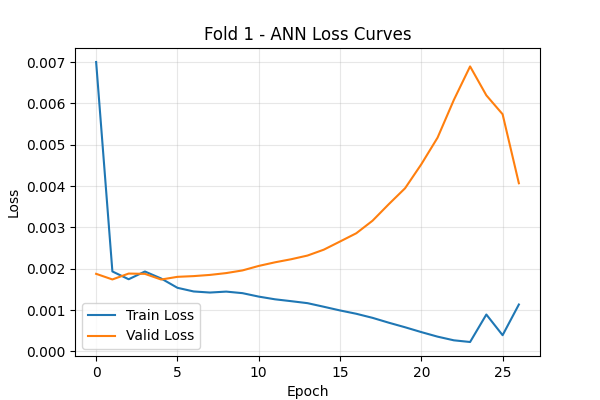 Fold 1 - ANN Loss Curves
0.007
0.006
0.005
0.004
0.003
0.002
0.001
0.000
Loss
Train Loss
Valid Loss
0 5 10 15 20 25
Epoch